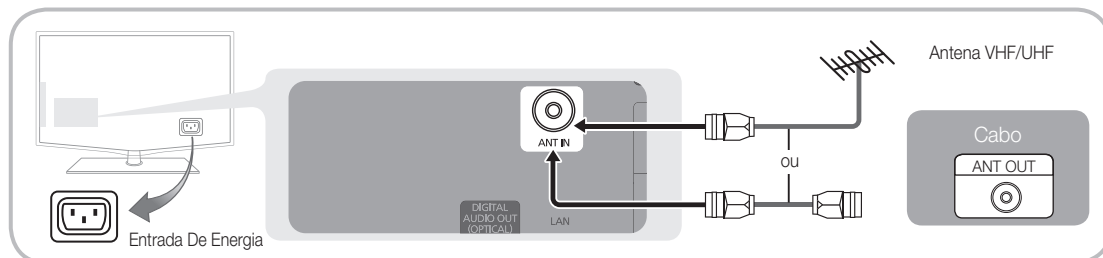 Antena VHF/UHF
ANT IN
ou
Cabo
ANT OUT
DIGITAL
AUDIO OUT
(OPTICAL)
LAN
Entrada De Energia